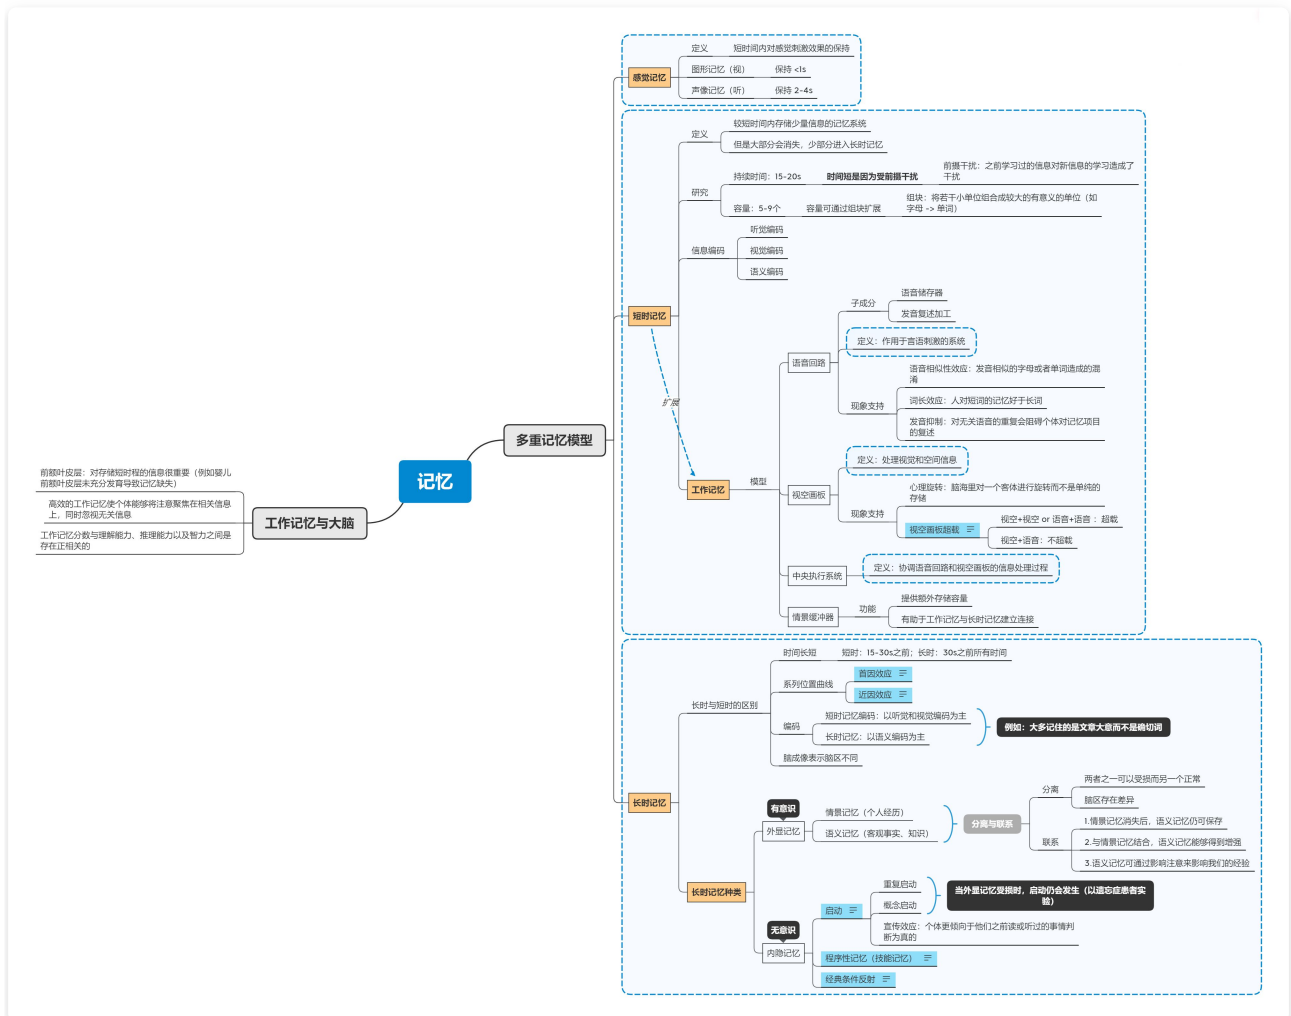 记忆
多重记忆模型
感觉记忆
定义
短时间内对感觉刺激效果的保持
图形记忆（视）
保持 <1s
声像记忆（听）
保持 2-4s
短时记忆
定义
较短时间内存储少量信息的记忆系统
但是大部分会消失，少部分进入长时记忆
研究
持续时间：15-20s
时间短是因为受前摄干扰
前摄干扰：之前学习过的信息对新信息的学习造成了
干扰
容量：5-9个
容量可通过组块扩展
组块：将若干小单位组合成较大的有意义的单位（如
字母 -> 单词）
信息编码
听觉编码
视觉编码
语义编码
扩展
工作记忆
模型
语音回路
子成分
语音储存器
发音复述加工
定义：作用于言语刺激的系统
现象支持
语音相似性效应：发音相似的字母或者单词造成的混
淆
词长效应：人对短词的记忆好于长词
发音抑制：对无关语音的重复会阻碍个体对记忆项目
的复述
视空画板
定义：处理视觉和空间信息
现象支持
心理旋转：脑海里对一个客体进行旋转而不是单纯的
存储
视空画板超载
视空+视空 or 语音+语音 ：超载
视空+语音：不超载
中央执行系统
定义：协调语音回路和视空画板的信息处理过程
情景缓冲器
功能
提供额外存储容量
有助于工作记忆与长时记忆建立连接
长时记忆
长时与短时的区别
时间长短
短时：15-30s之前；长时：30s之前所有时间
系列位置曲线
首因效应
近因效应
编码
短时记忆编码：以听觉和视觉编码为主
长时记忆：以语义编码为主
例如：大多记住的是文章大意而不是确切词
脑成像表示脑区不同
长时记忆种类
有意识
外显记忆
情景记忆（个人经历）
语义记忆（客观事实、知识）
分离与联系
分离
两者之一可以受损而另一个正常
脑区存在差异
联系
1.情景记忆消失后，语义记忆仍可保存
2.与情景记忆结合，语义记忆能够得到增强
3.语义记忆可通过影响注意来影响我们的经验
无意识
内隐记忆
启动
重复启动
概念启动
当外显记忆受损时，启动仍会发生（以遗忘症患者实
验）
宣传效应：个体更倾向于他们之前读或听过的事情判
断为真的
程序性记忆（技能记忆）
经典条件反射
工作记忆与大脑
前额叶皮层：对存储短时程的信息很重要（例如婴儿
前额叶皮层未充分发育导致记忆缺失）
高效的工作记忆使个体能够将注意聚焦在相关信息
上，同时忽视无关信息
工作记忆分数与理解能力、推理能力以及智力之间是
存在正相关的